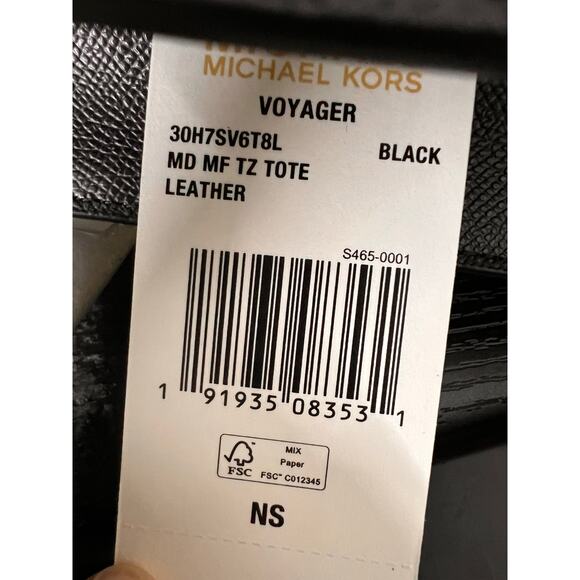 MICHAEL KORS
VOYAGER
30H7SV6T8L BLACK
MD MF TZ TOTE
LEATHER
S465-0001
1 91935 08353 1
FSC
MIX
Paper
FSC™ C012345
NS